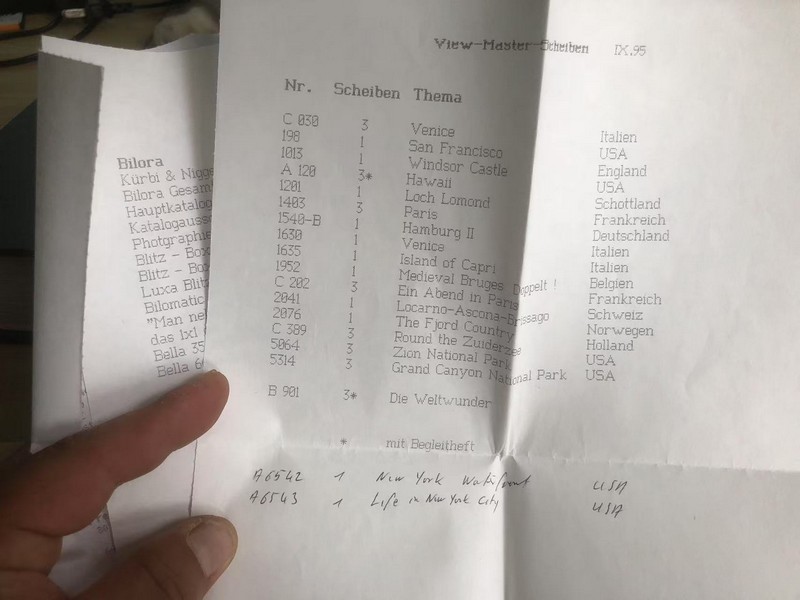 View-Master-Scheiben IX.95
Nr. Scheiben Thema
C 030 3 Venice Italien
198 1 San Francisco USA
1013 1 Windsor Castle England
A 120 3* Hawaii USA
1201 1 Loch Lomond Schottland
1403 3 Paris Frankreich
1540-B 1 Hamburg II Deutschland
1630 1 Venice Italien
1635 1 Island of Capri Italien
1952 1 Medieval Bruges Doppelt ! Belgien
C 202 3 Ein Abend in Paris Frankreich
2041 1 Locarno-Ascona-Brissago Schweiz
2076 1 The Fjord Country Norwegen
C 389 3 Round the Zuiderzee Holland
5064 3 Zion National Park USA
5314 3 Grand Canyon National Park USA
B 901 3* Die Weltwunder
* mit Begleitheft
A6542 1 New York Waterfront USA
A6543 1 Life in New York City USA
Bilora
Kürbi & Nigg
Bilora Gesam
Hauptkatalog
Katalogauss
Photgraphie
Blitz - Box
Blitz - Bo
Luxa Blitz
Bilomatic
"Man ne
das 1x1
Bella 35
Bella 6